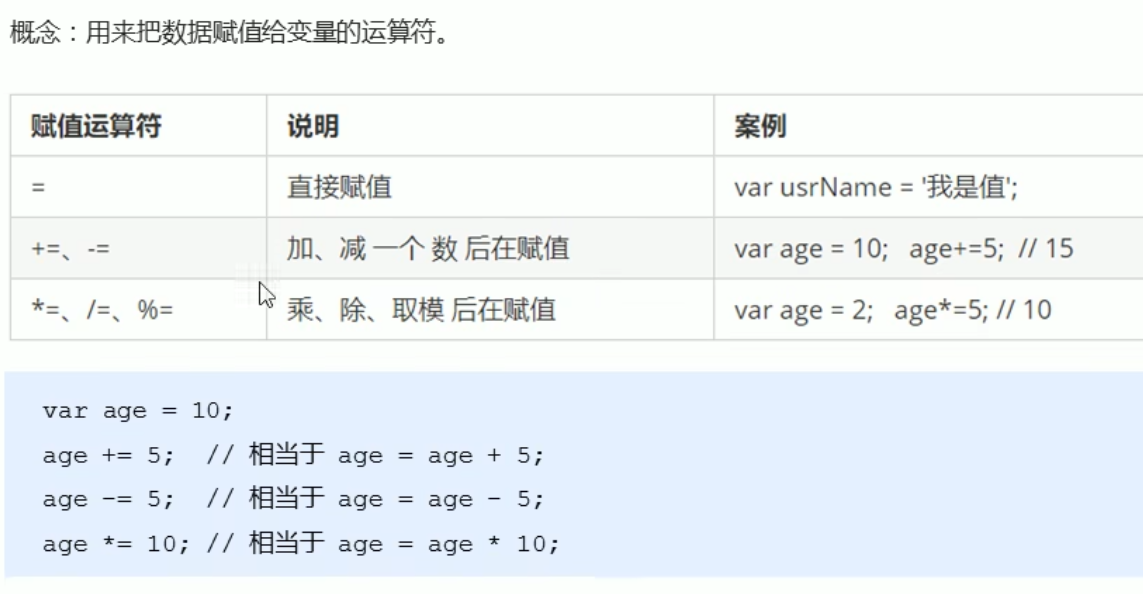 概念：用来把数据赋值给变量的运算符。
赋值运算符 说明 案例
= 直接赋值 var usrName = '我是值';
+=、-= 加、减 一个 数 后在赋值 var age = 10; age+=5; // 15
*=、/=、%= 乘、除、取模 后在赋值 var age = 2; age*=5; // 10
var age = 10;
age += 5; // 相当于 age = age + 5;
age -= 5; // 相当于 age = age - 5;
age *= 10; // 相当于 age = age * 10;